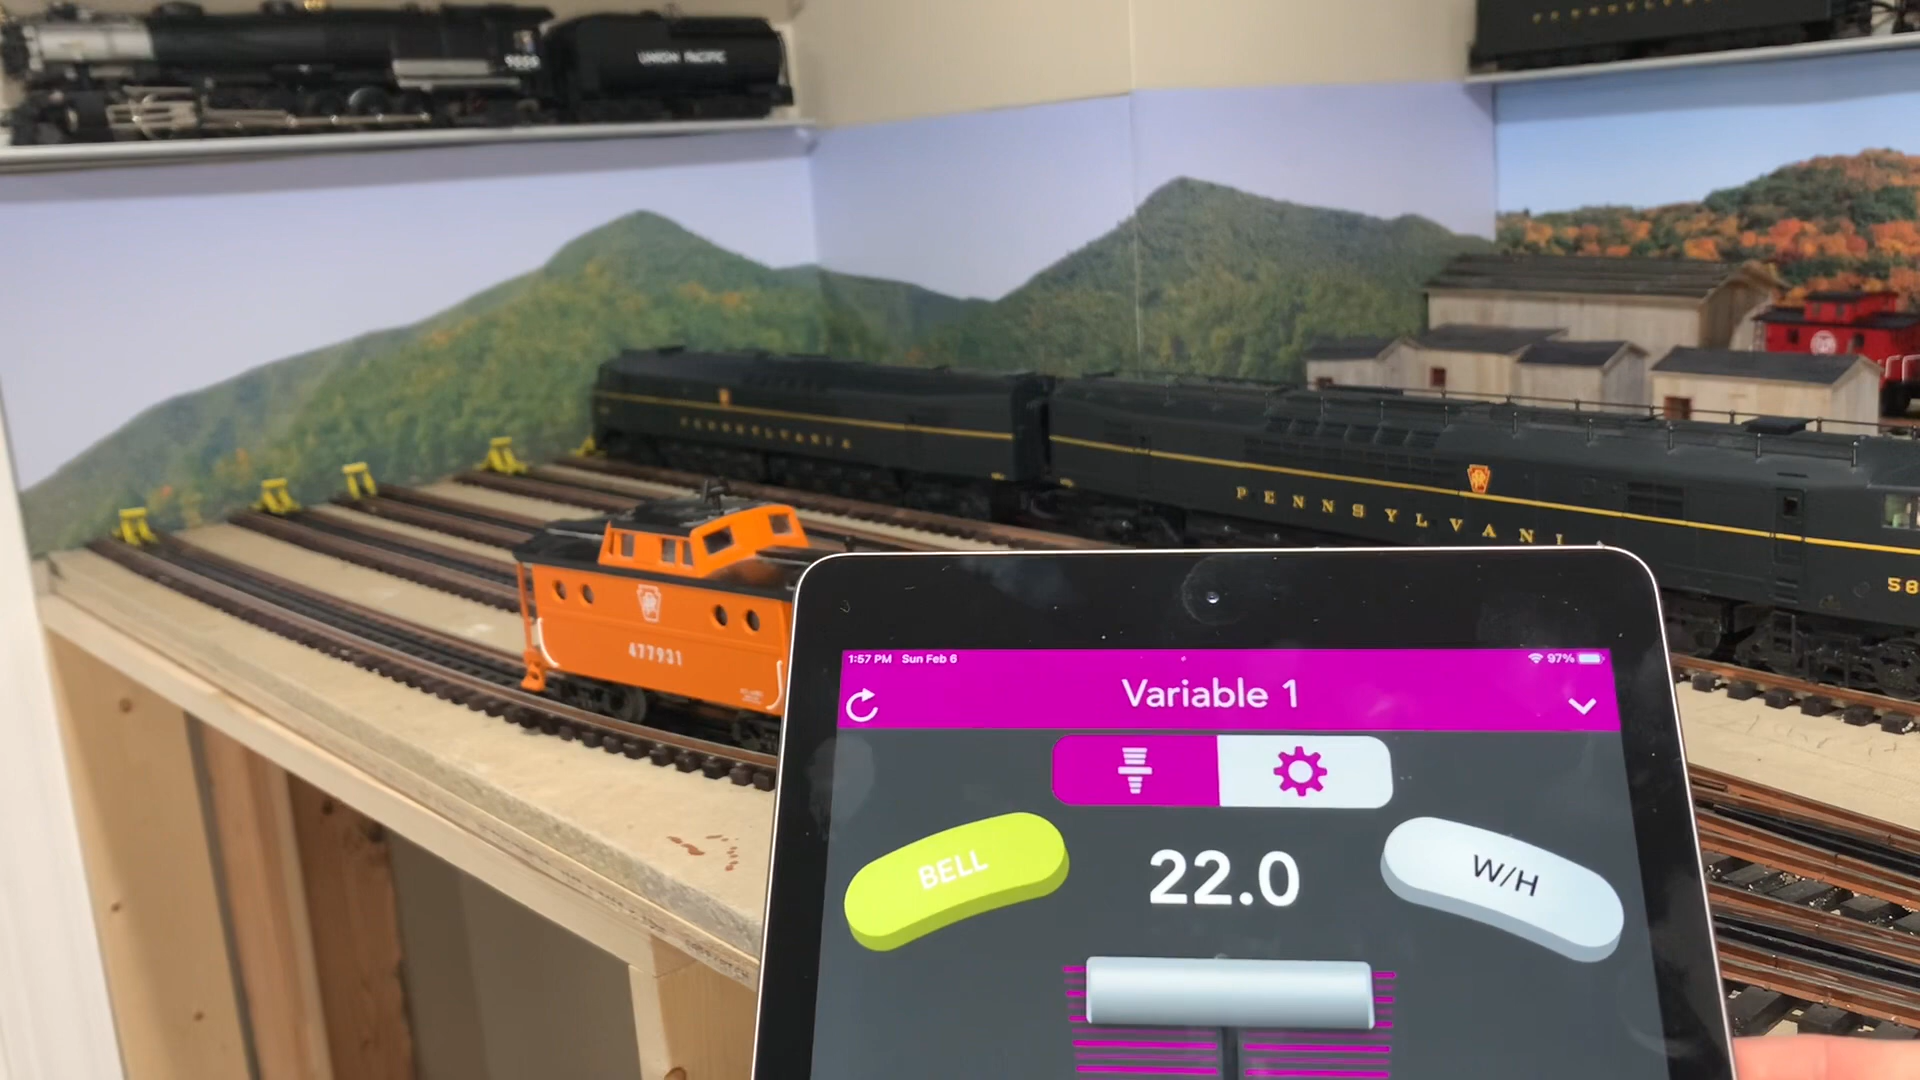 UNION PACIFIC
PENNSYLVANIA
PENNSYLVANI
58
477931
1:57 PM Sun Feb 6
97%
Variable 1
BELL
22.0
W/H